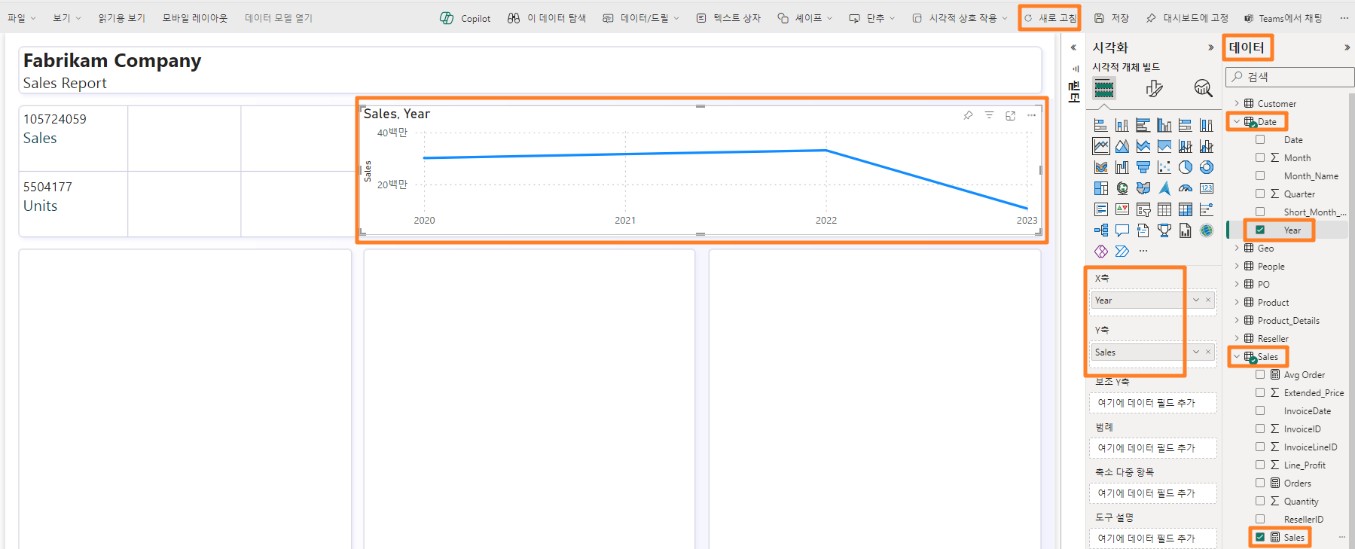 파일 보기 읽기용 보기 모바일 레이아웃 데이터 모델 열기 Copilot 이 데이터 탐색 데이터/드릴 텍스트 상자 셰이프 단추 시각적 상호 작용 새로 고침 저장 대시보드에 고정 Teams에서 채팅
Fabrikam Company
Sales Report
105724059
Sales
5504177
Units
Sales, Year
40백만
20백만
Sales
2020 2021 2022 2023
필터
시각화
시각적 개체 빌드
X축
Year
Y축
Sales
보조 Y축
여기에 데이터 필드 추가
범례
여기에 데이터 필드 추가
축소 다중 항목
여기에 데이터 필드 추가
도구 설명
여기에 데이터 필드 추가
데이터
검색
Customer
Date
Date
Month
Month_Name
Quarter
Short_Month_...
Year
Geo
People
PO
Product
Product_Details
Reseller
Sales
Avg Order
Extended_Price
InvoiceDate
InvoiceID
InvoiceLineID
Line_Profit
Orders
Quantity
ResellerID
Sales